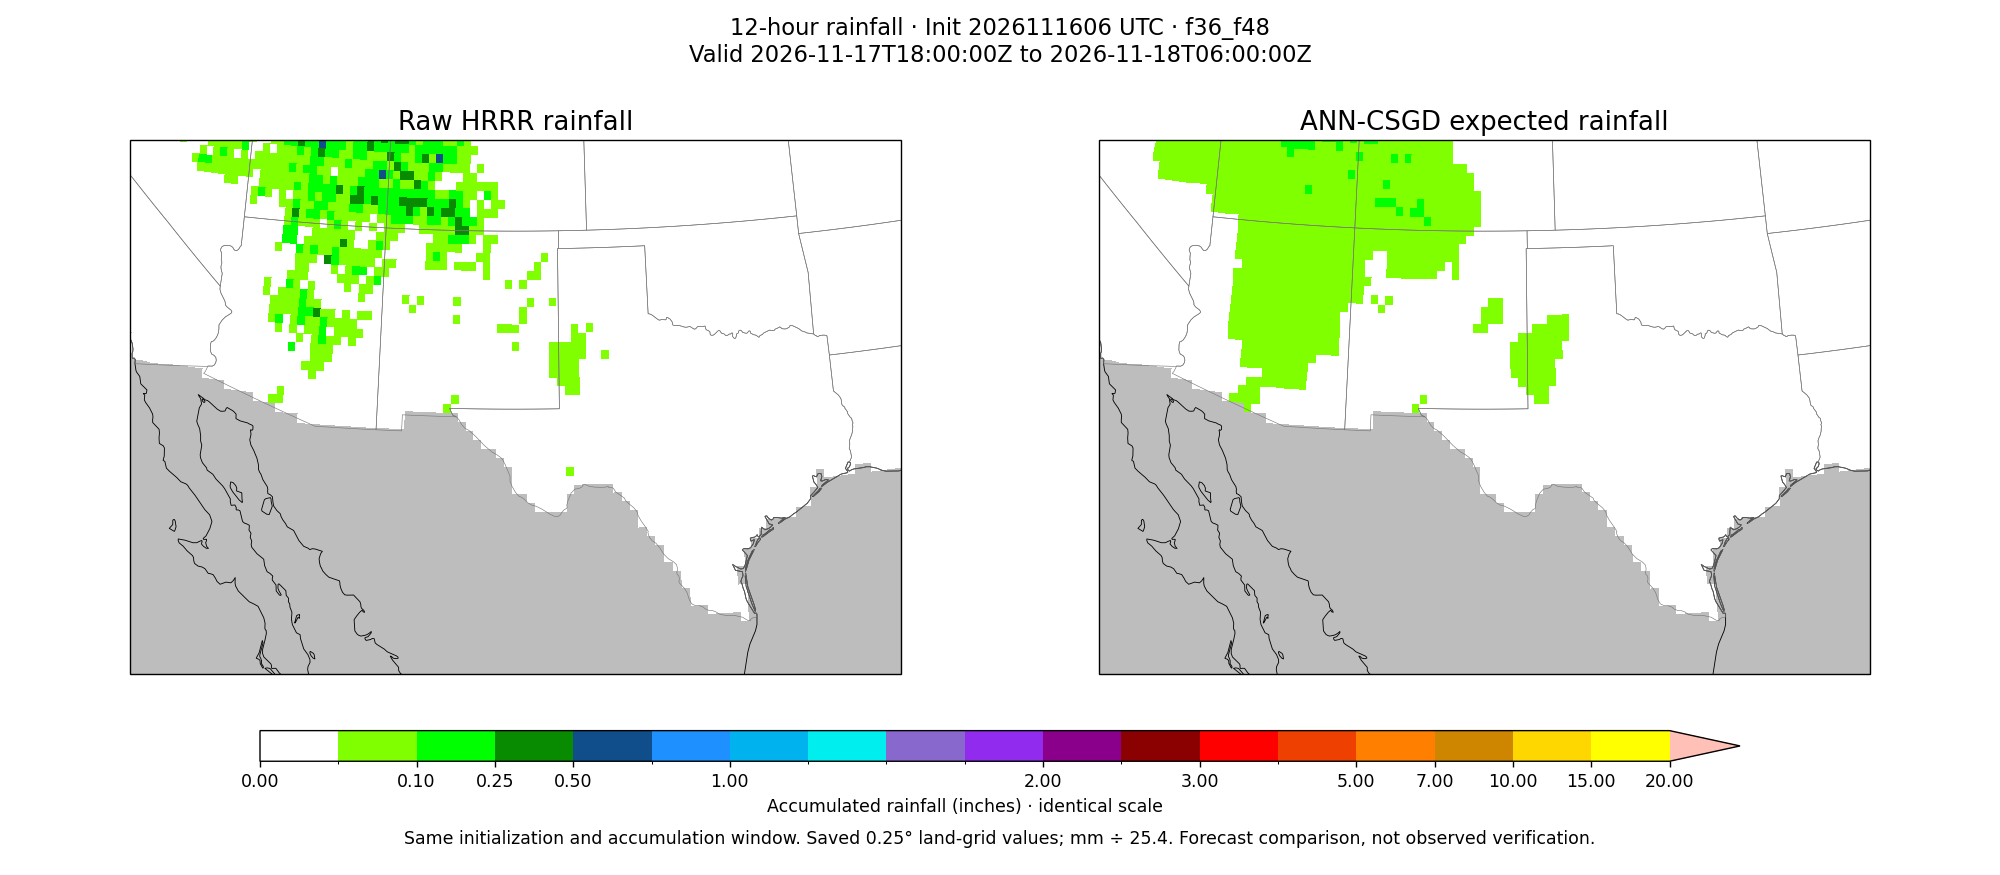 12-hour rainfall · Init 2026111606 UTC · f36_f48
Valid 2026-11-17T18:00:00Z to 2026-11-18T06:00:00Z
Raw HRRR rainfall
ANN-CSGD expected rainfall
0.00 0.10 0.25 0.50 1.00 2.00 3.00 5.00 7.00 10.00 15.00 20.00
Accumulated rainfall (inches) · identical scale
Same initialization and accumulation window. Saved 0.25° land-grid values; mm ÷ 25.4. Forecast comparison, not observed verification.